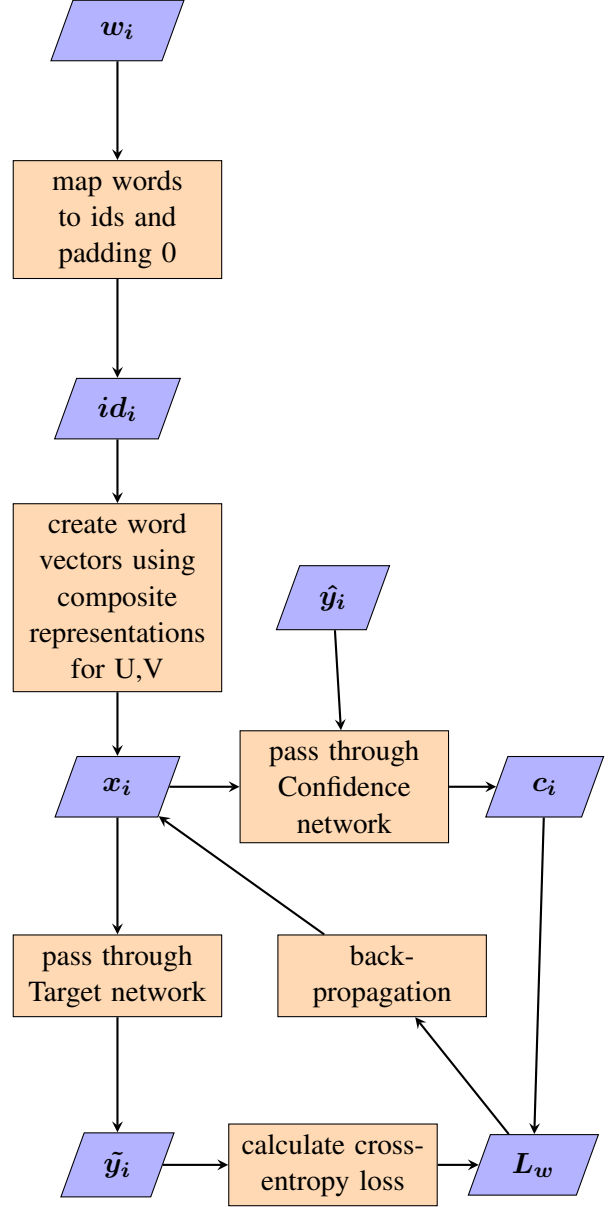 w_i
map words
to ids and
padding 0
id_i
create word
vectors using
composite
representations
for U,V
ŷ_i
x_i
pass through
Confidence
network
c_i
pass through
Target network
back-
propagation
ỹ_i
calculate cross-
entropy loss
L_w